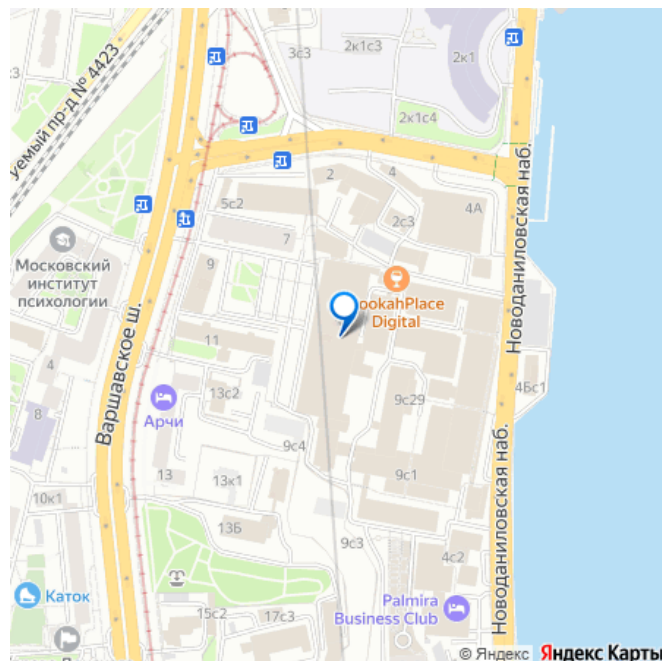 3с3
2к1с3
2к1
2к1с4
уемый пр-д № 4423
2
4
5с2
2с3
4А
7
9
Московский
институт
психологии
ookahPlace
Digital
Новоданиловская наб.
Варшавское ш.
11
4
13с2
4Бс1
8
Арчи
9с29
9с4
9с1
13
13к1
10к1
13Б
9с3
4с2
Новоданиловская наб.
Каток
15с2
17с3
Palmira
Business Club
© Яндекс Яндекс Карты